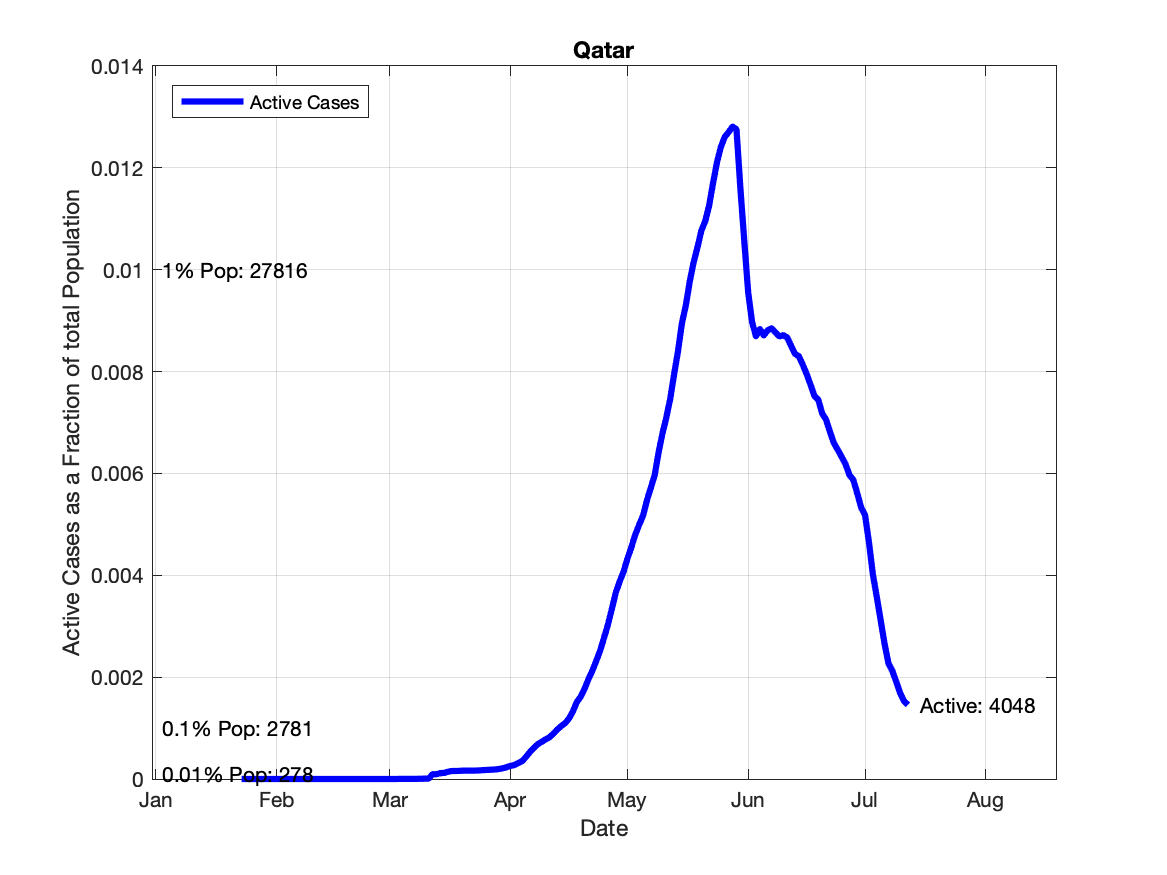 Qatar
0.014
Active Cases
0.012
0.01
1% Pop: 27816
0.008
0.006
0.004
0.002
Active: 4048
0.1% Pop: 2781
0
0.01% Pop: 278
Jan Feb Mar Apr May Jun Jul Aug
Date
Active Cases as a Fraction of total Population